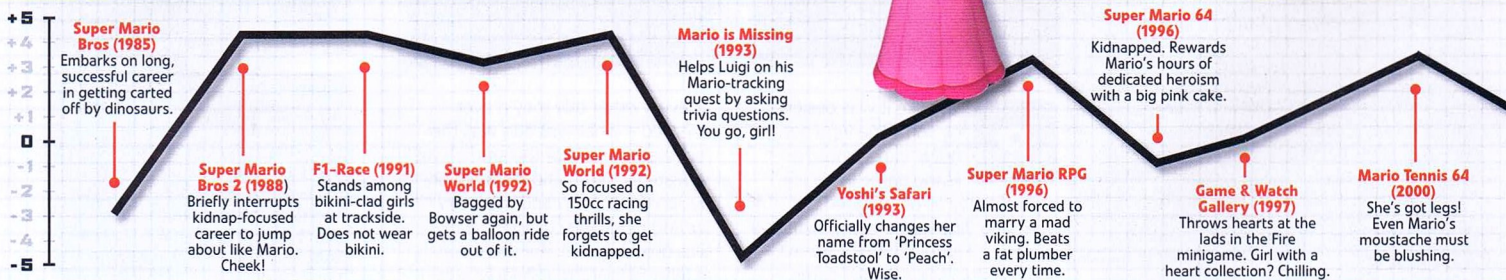 +5
+4
+3
+2
+1
0
-1
-2
-3
-4
-5
Super Mario
Bros (1985)
Embarks on long,
successful career
in getting carted
off by dinosaurs.
Super Mario
Bros 2 (1988)
Briefly interrupts
kidnap-focused
career to jump
about like Mario.
Cheek!
F1-Race (1991)
Stands among
bikini-clad girls
at trackside.
Does not wear
bikini.
Super Mario
World (1992)
Bagged by
Bowser again, but
gets a balloon ride
out of it.
Super Mario
World (1992)
So focused on
150cc racing
thrills, she
forgets to get
kidnapped.
Mario is Missing
(1993)
Helps Luigi on his
Mario-tracking
quest by asking
trivia questions.
You go, girl!
Yoshi's Safari
(1993)
Officially changes her
name from 'Princess
Toadstool' to 'Peach'.
Wise.
Super Mario RPG
(1996)
Almost forced to
marry a mad
viking. Beats
a fat plumber
every time.
Super Mario 64
(1996)
Kidnapped. Rewards
Mario's hours of
dedicated heroism
with a big pink cake.
Game & Watch
Gallery (1997)
Throws hearts at the
lads in the Fire
minigame. Girl with a
heart collection? Chilling.
Mario Tennis 64
(2000)
She's got legs!
Even Mario's
moustache must
be blushing.